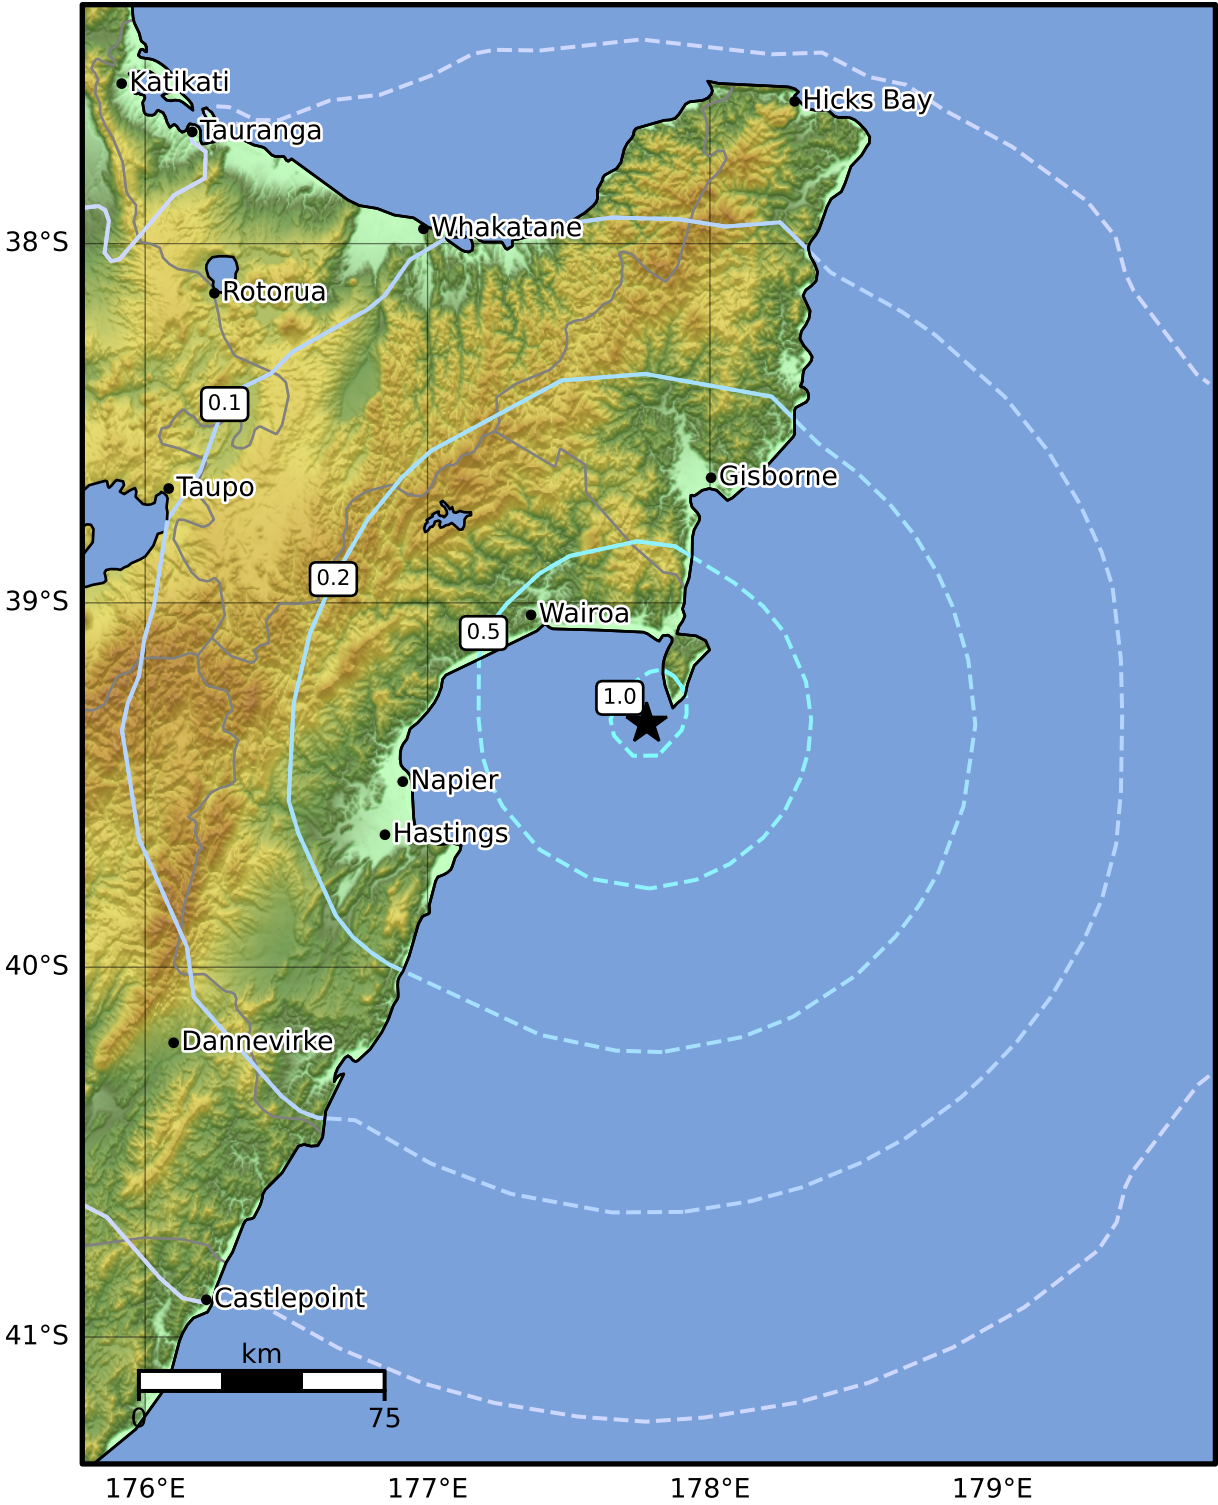 Katikati
Hicks Bay
Tauranga
Whakatane
38°S
Rotorua
0.1
Gisborne
Taupo
0.2
39°S
Wairoa
0.5
1.0
Napier
Hastings
40°S
Dannevirke
Castlepoint
41°S
km
0 75
176°E 177°E 178°E 179°E